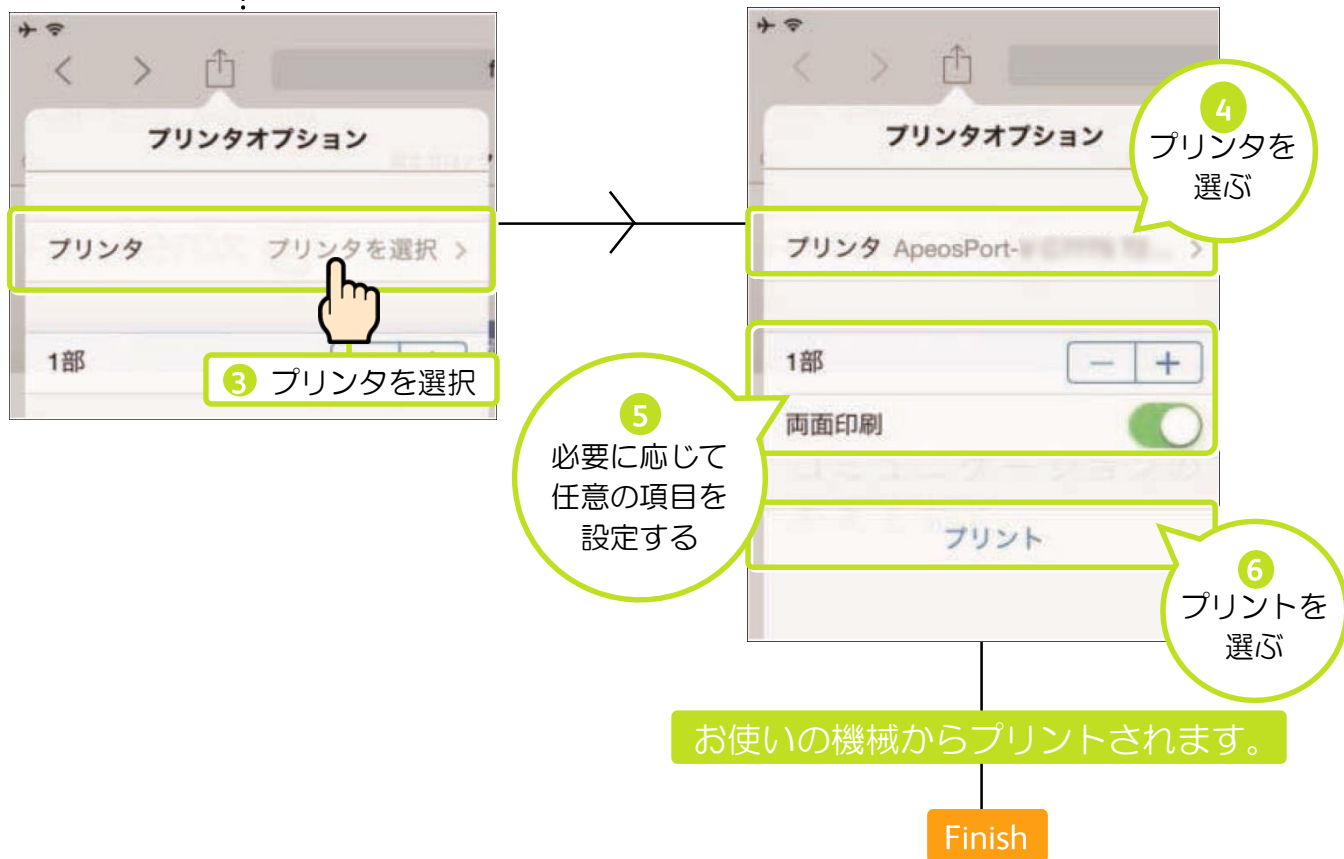 プリンタオプション
プリンタ プリンタを選択 >
1部
3 プリンタを選択
プリンタオプション
4
プリンタを
選ぶ
プリンタ ApeosPort-
1部 − +
両面印刷
5
必要に応じて
任意の項目を
設定する
プリント
6
プリントを
選ぶ
お使いの機械からプリントされます。
Finish